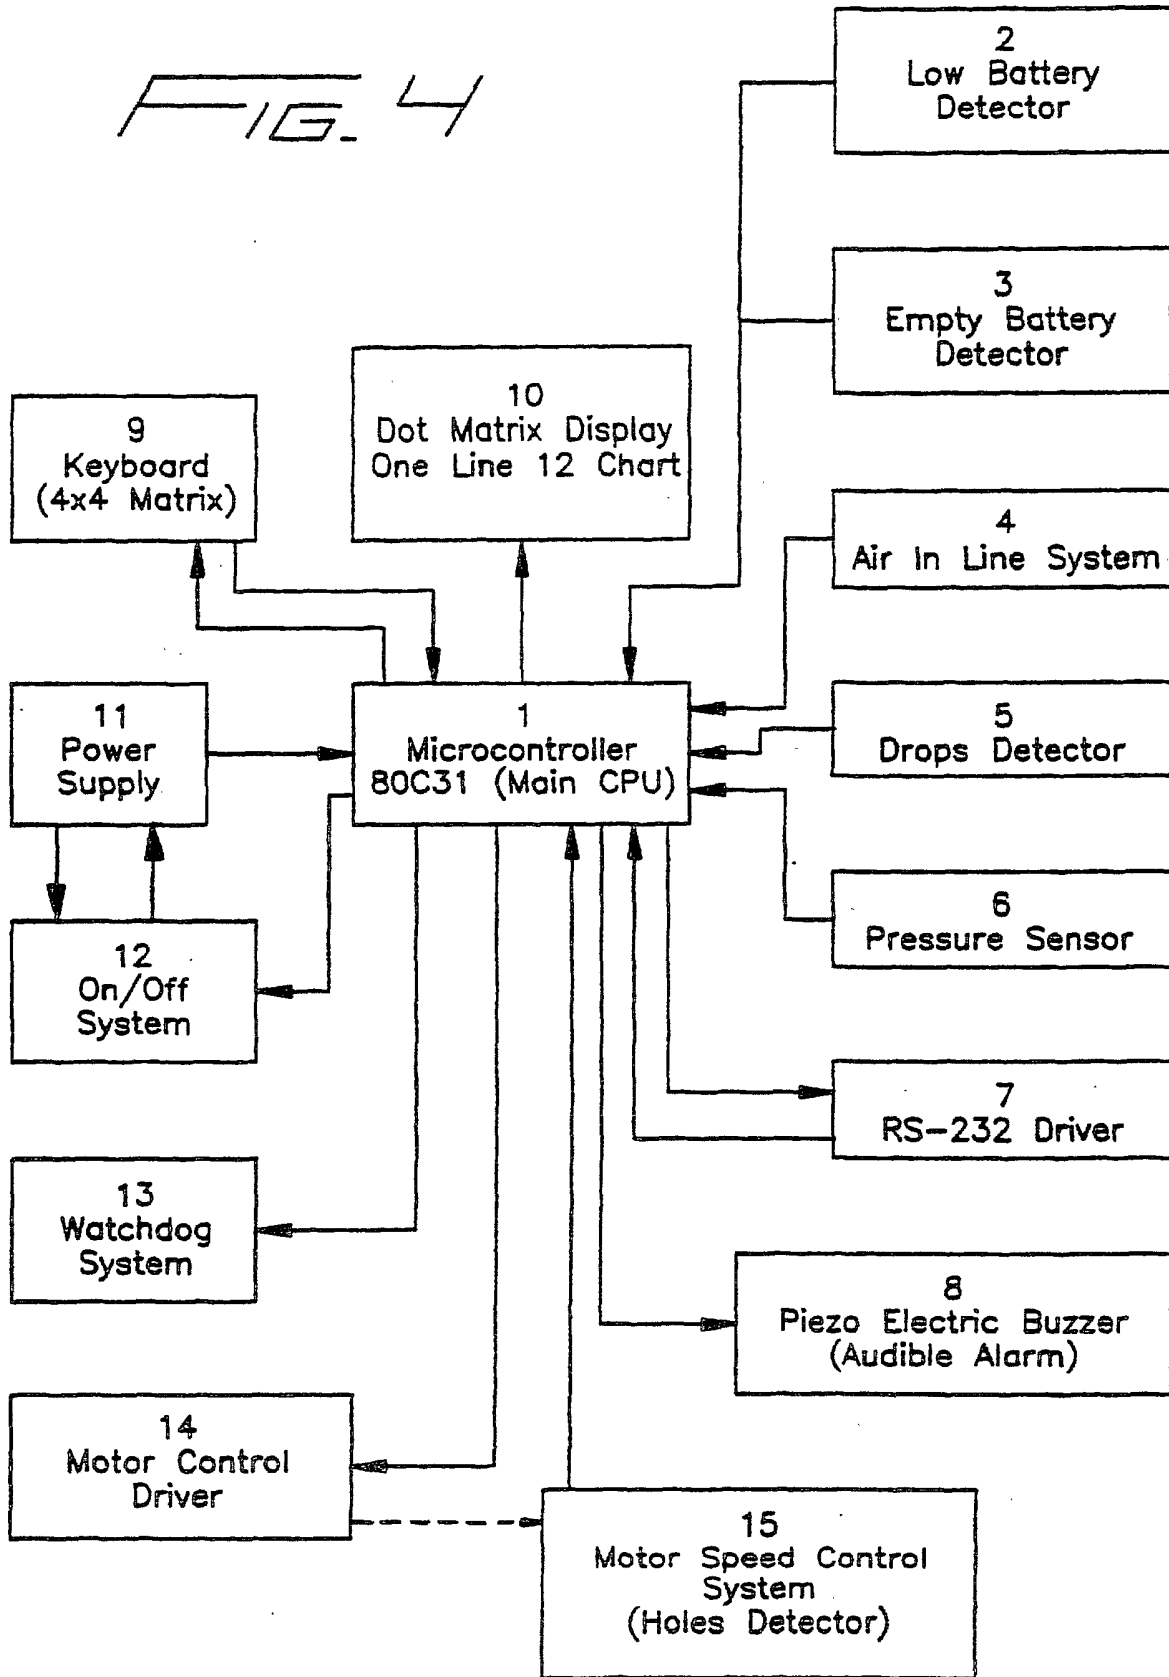 FIG. 4
2
Low Battery
Detector
3
Empty Battery
Detector
10
Dot Matrix Display
One Line 12 Chart
9
Keyboard
(4x4 Matrix)
4
Air In Line System
11
Power
Supply
1
Microcontroller
80C31 (Main CPU)
5
Drops Detector
6
Pressure Sensor
12
On/Off
System
7
RS-232 Driver
13
Watchdog
System
8
Piezo Electric Buzzer
(Audible Alarm)
14
Motor Control
Driver
15
Motor Speed Control
System
(Holes Detector)